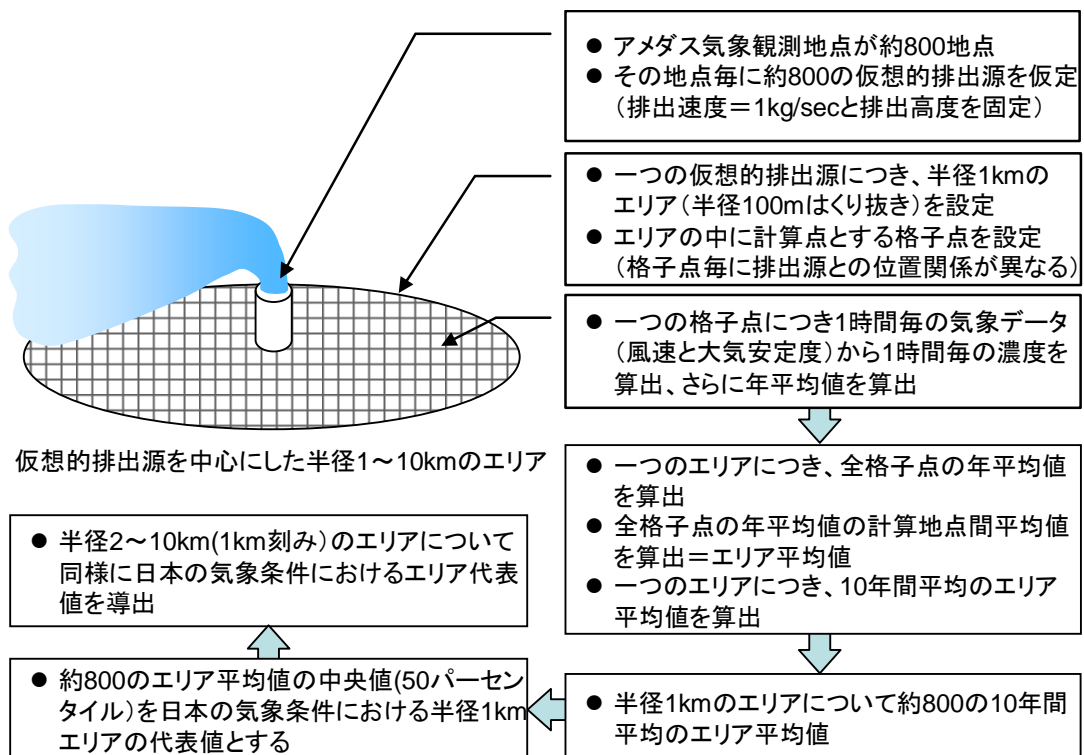 ● アメダス気象観測地点が約800地点
● その地点毎に約800の仮想的排出源を仮定
（排出速度＝1kg/secと排出高度を固定）
● 一つの仮想的排出源につき、半径1kmの
エリア（半径100mはくり抜き）を設定
● エリアの中に計算点とする格子点を設定
（格子点毎に排出源との位置関係が異なる）
● 一つの格子点につき1時間毎の気象データ
（風速と大気安定度）から1時間毎の濃度を
算出、さらに年平均値を算出
仮想的排出源を中心にした半径1～10kmのエリア
● 一つのエリアにつき、全格子点の年平均値
を算出
● 全格子点の年平均値の計算地点間平均値
を算出＝エリア平均値
● 一つのエリアにつき、10年間平均のエリア
平均値を算出
● 半径1kmのエリアについて約800の10年間
平均のエリア平均値
● 約800のエリア平均値の中央値(50パーセン
タイル）を日本の気象条件における半径1km
エリアの代表値とする
● 半径2～10km(1km刻み）のエリアについて
同様に日本の気象条件におけるエリア代表
値を導出